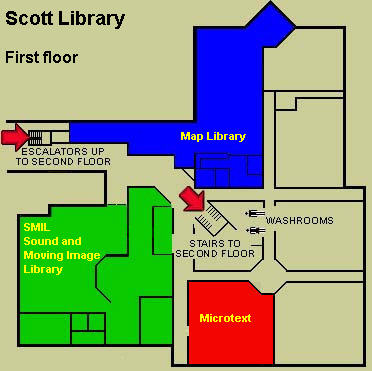 Scott Library
First floor
Map Library
ESCALATORS UP
TO SECOND FLOOR
WASHROOMS
SMIL
Sound and
Moving Image
Library
STAIRS TO
SECOND FLOOR
Microtext